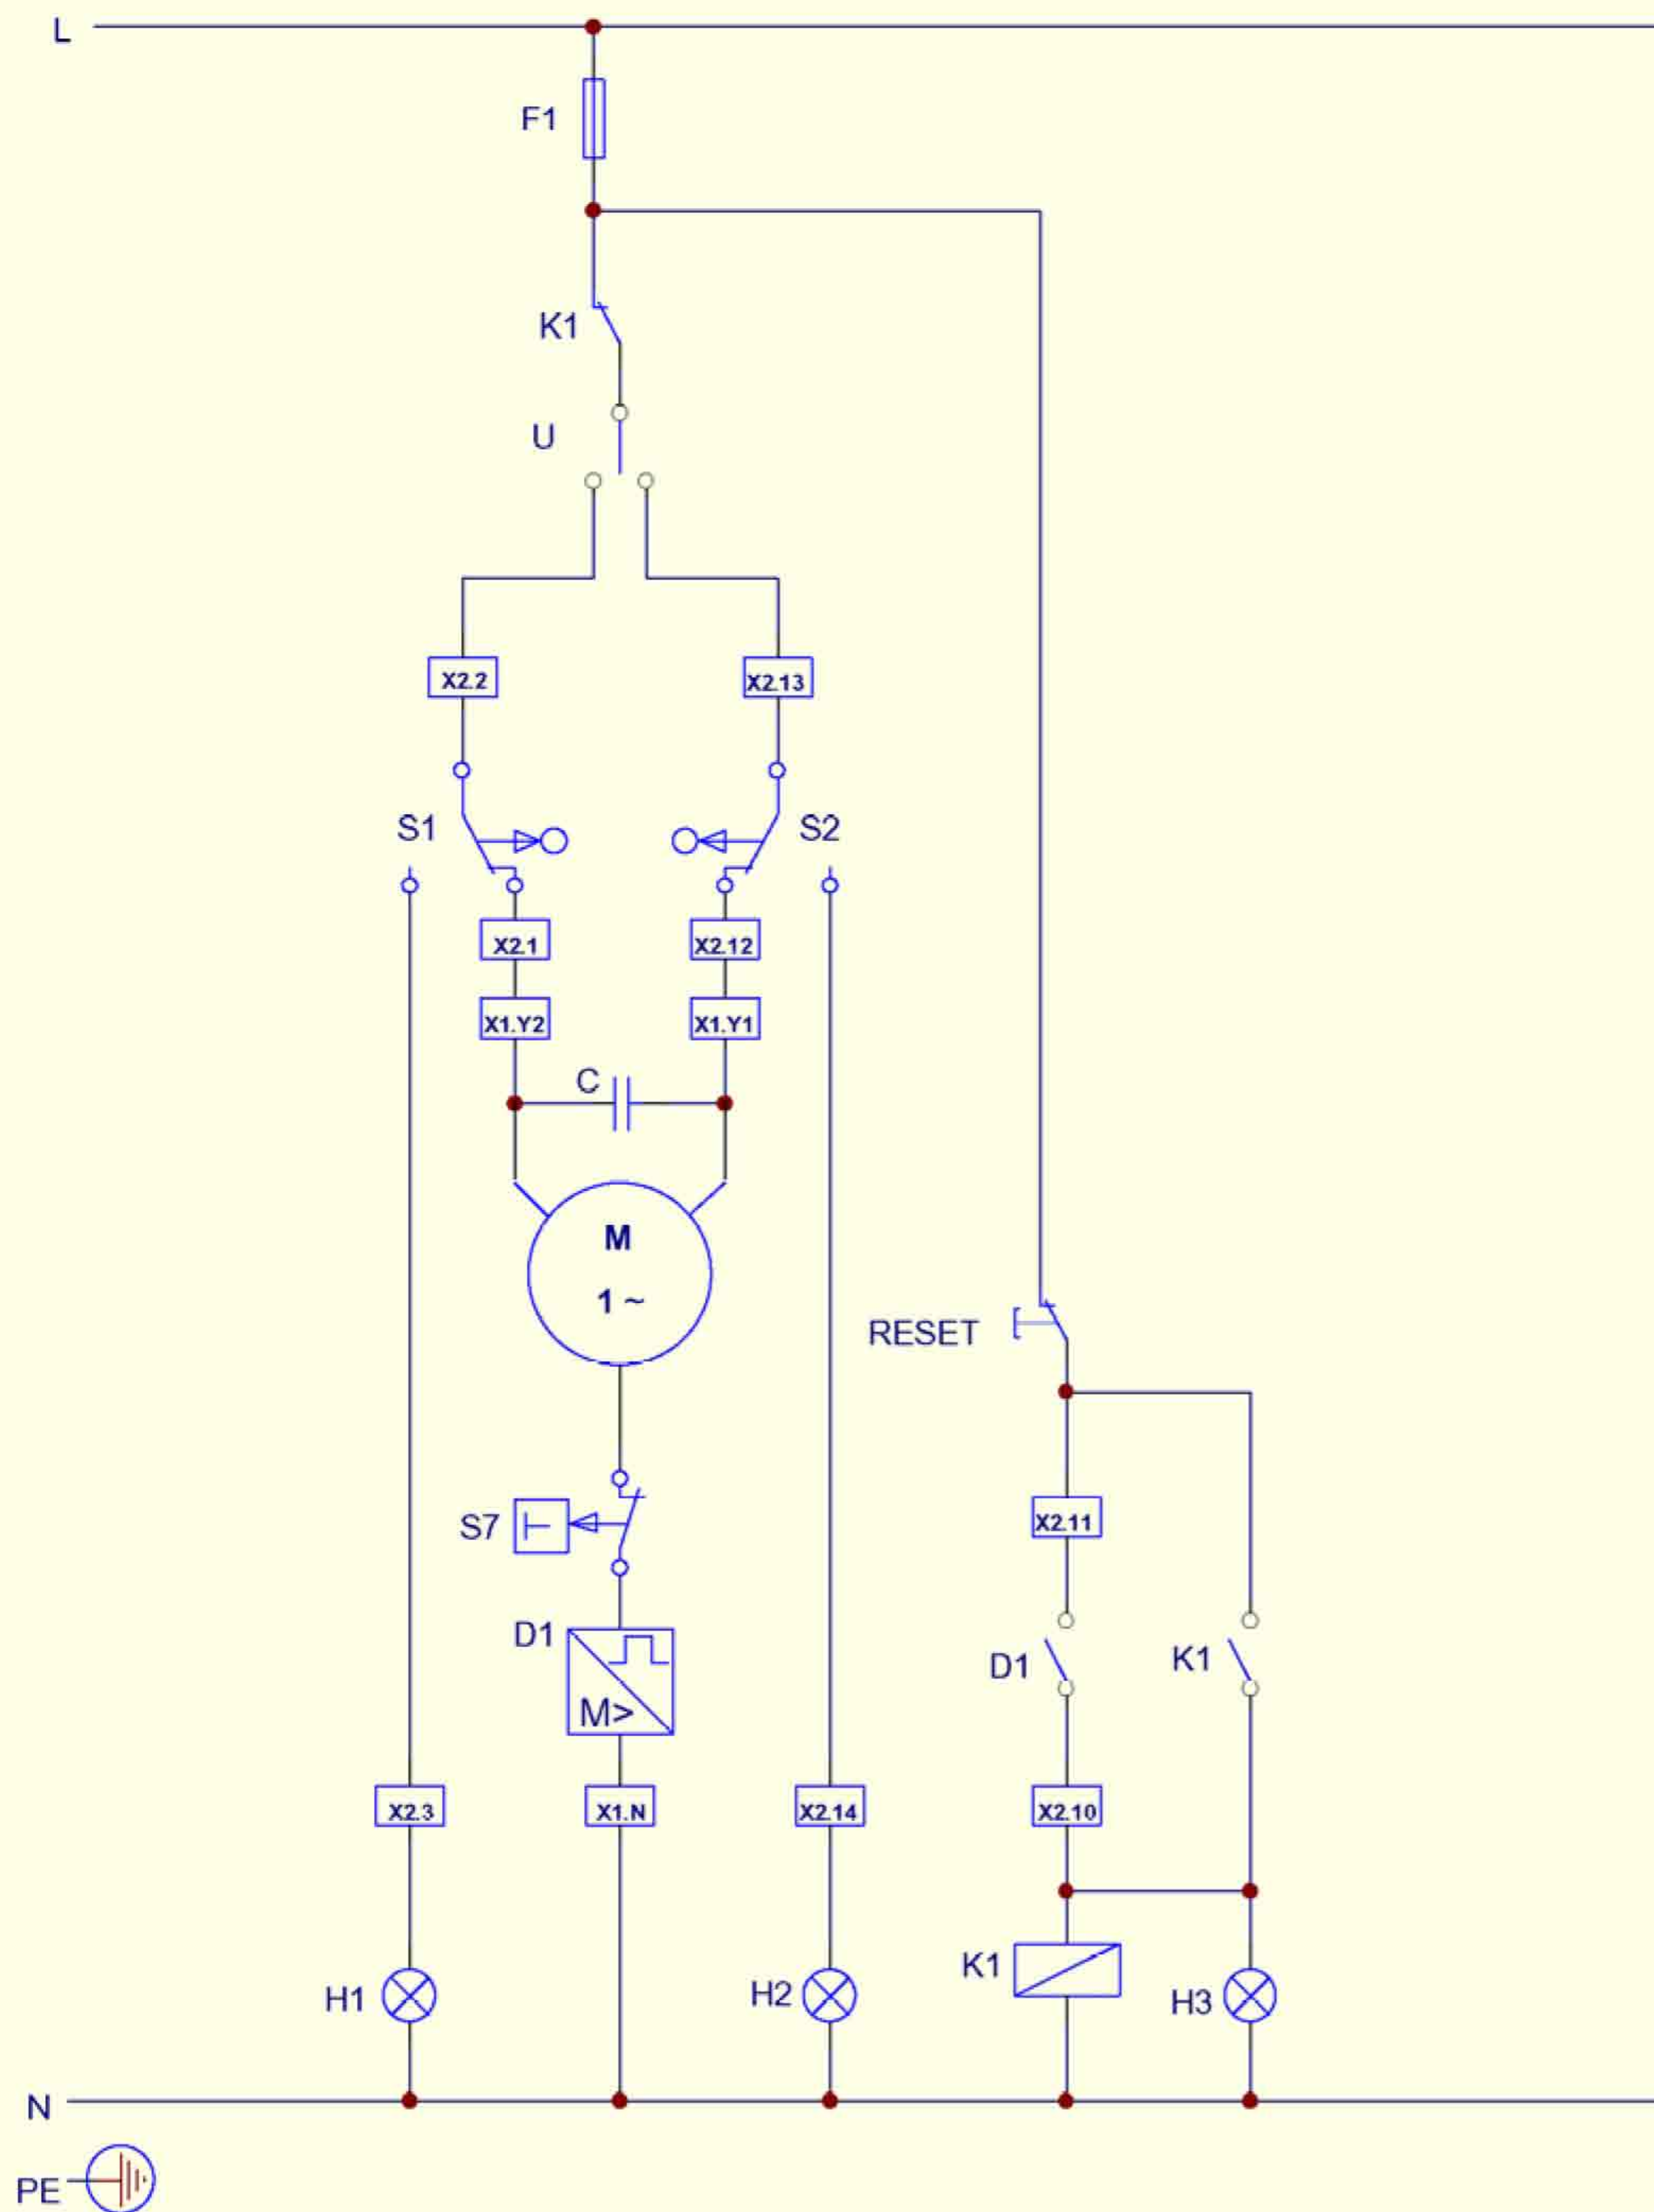 L
F1
K1
U
X2.2
X2.13
S1
S2
X2.1
X2.12
X1.Y2
X1.Y1
C
M
1 ~
RESET
S7
X2.11
D1
M>
D1
K1
X2.3
X1.N
X2.14
X2.10
K1
H1
H2
H3
N
PE